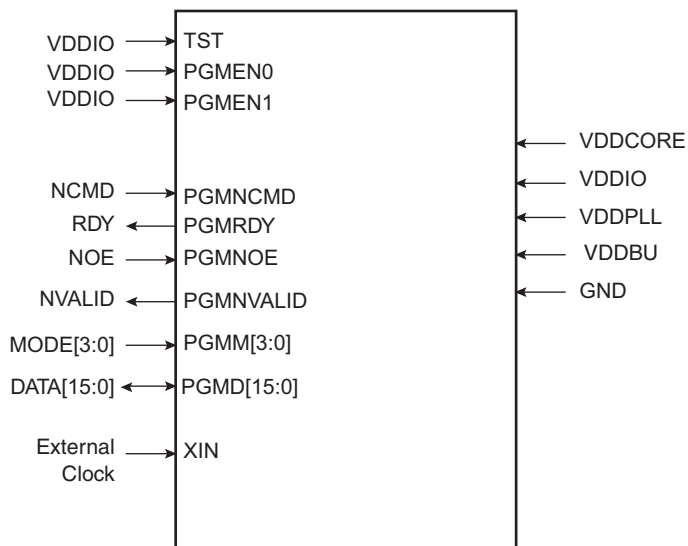 VDDIO TST
VDDIO PGMEN0
VDDIO PGMEN1
VDDCORE
VDDIO
NCMD PGMNCMD
VDDPLL
RDY PGMRDY
VDDBU
NOE PGMNOE
GND
NVALID PGMNVALID
MODE[3:0] PGMM[3:0]
DATA[15:0] PGMD[15:0]
External XIN
Clock